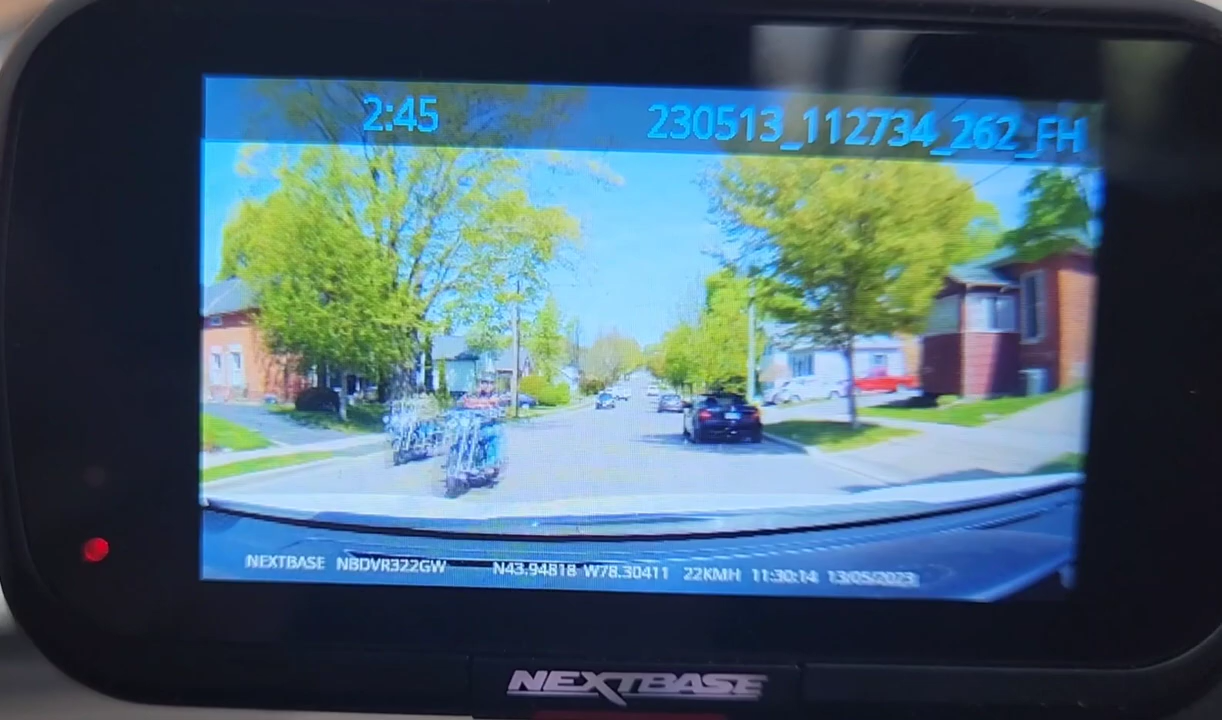 2:45 230513_112734_262_FH
NEXTBASE NBDVR322GW N43.94818 W78.30411 22KMH 11:30:14 13/05/2023
NEXTBASE